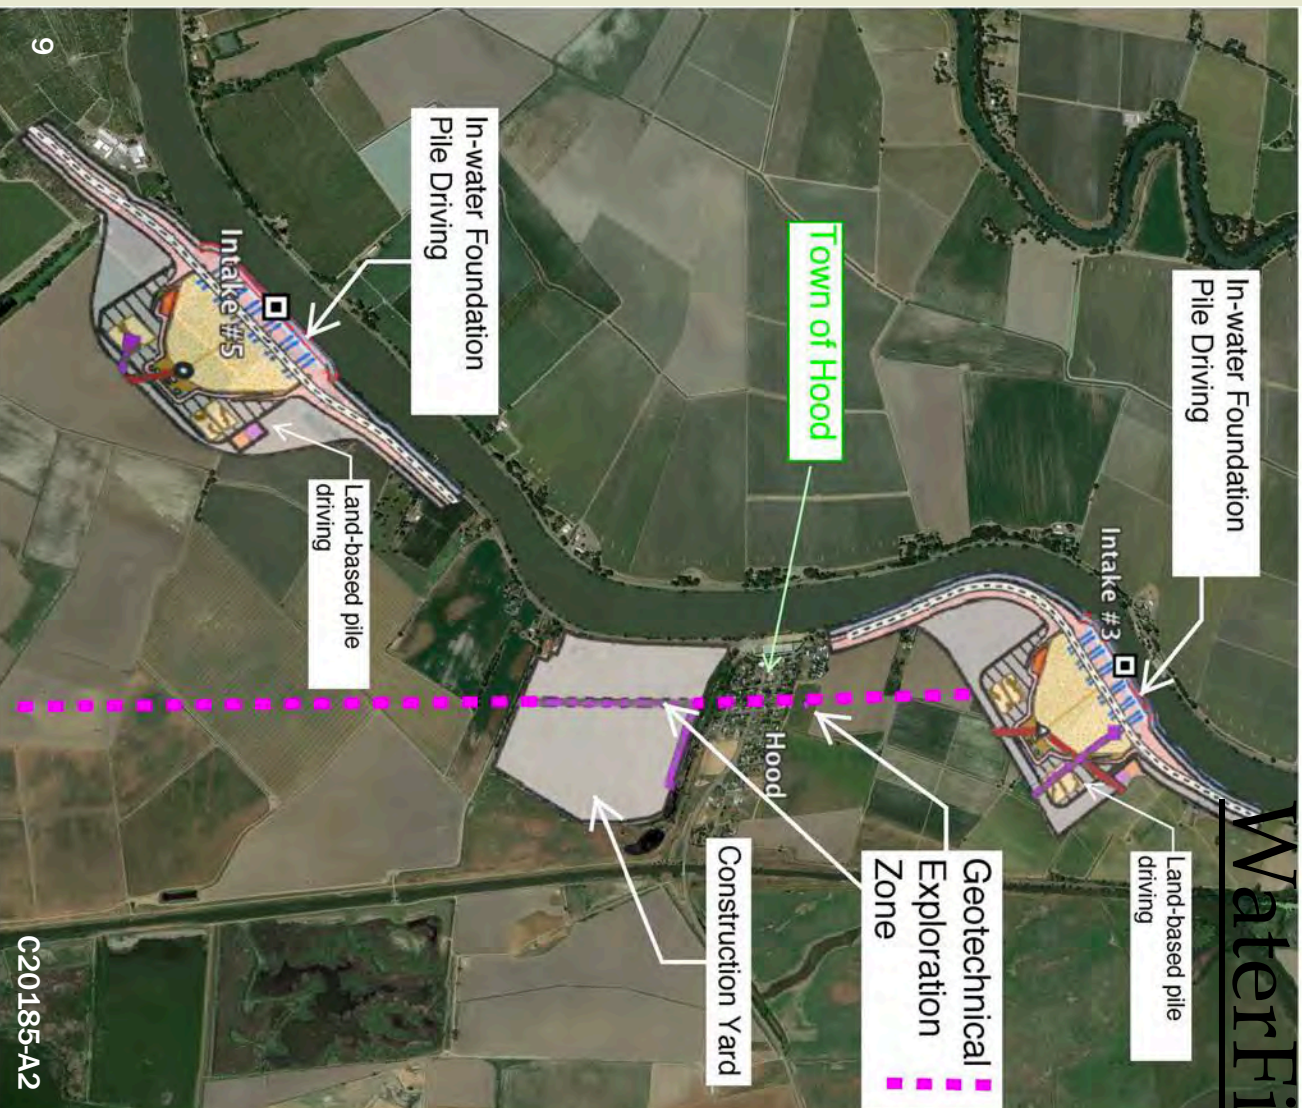 WaterFi
In-water Foundation
Pile Driving
Intake #3
Land-based pile
driving
Geotechnical
Exploration
Zone
Town of Hood
Hood
Construction Yard
In-water Foundation
Pile Driving
Intake #5
Land-based pile
driving
9
C20185-A2